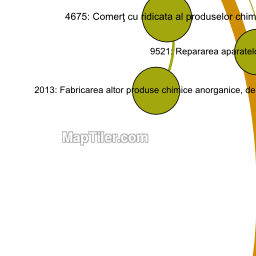 4675: Comerţ cu ridicata al produselor chim
9521: Repararea aparatelo
2013: Fabricarea altor produse chimice anorganice, de
MapTiler.com